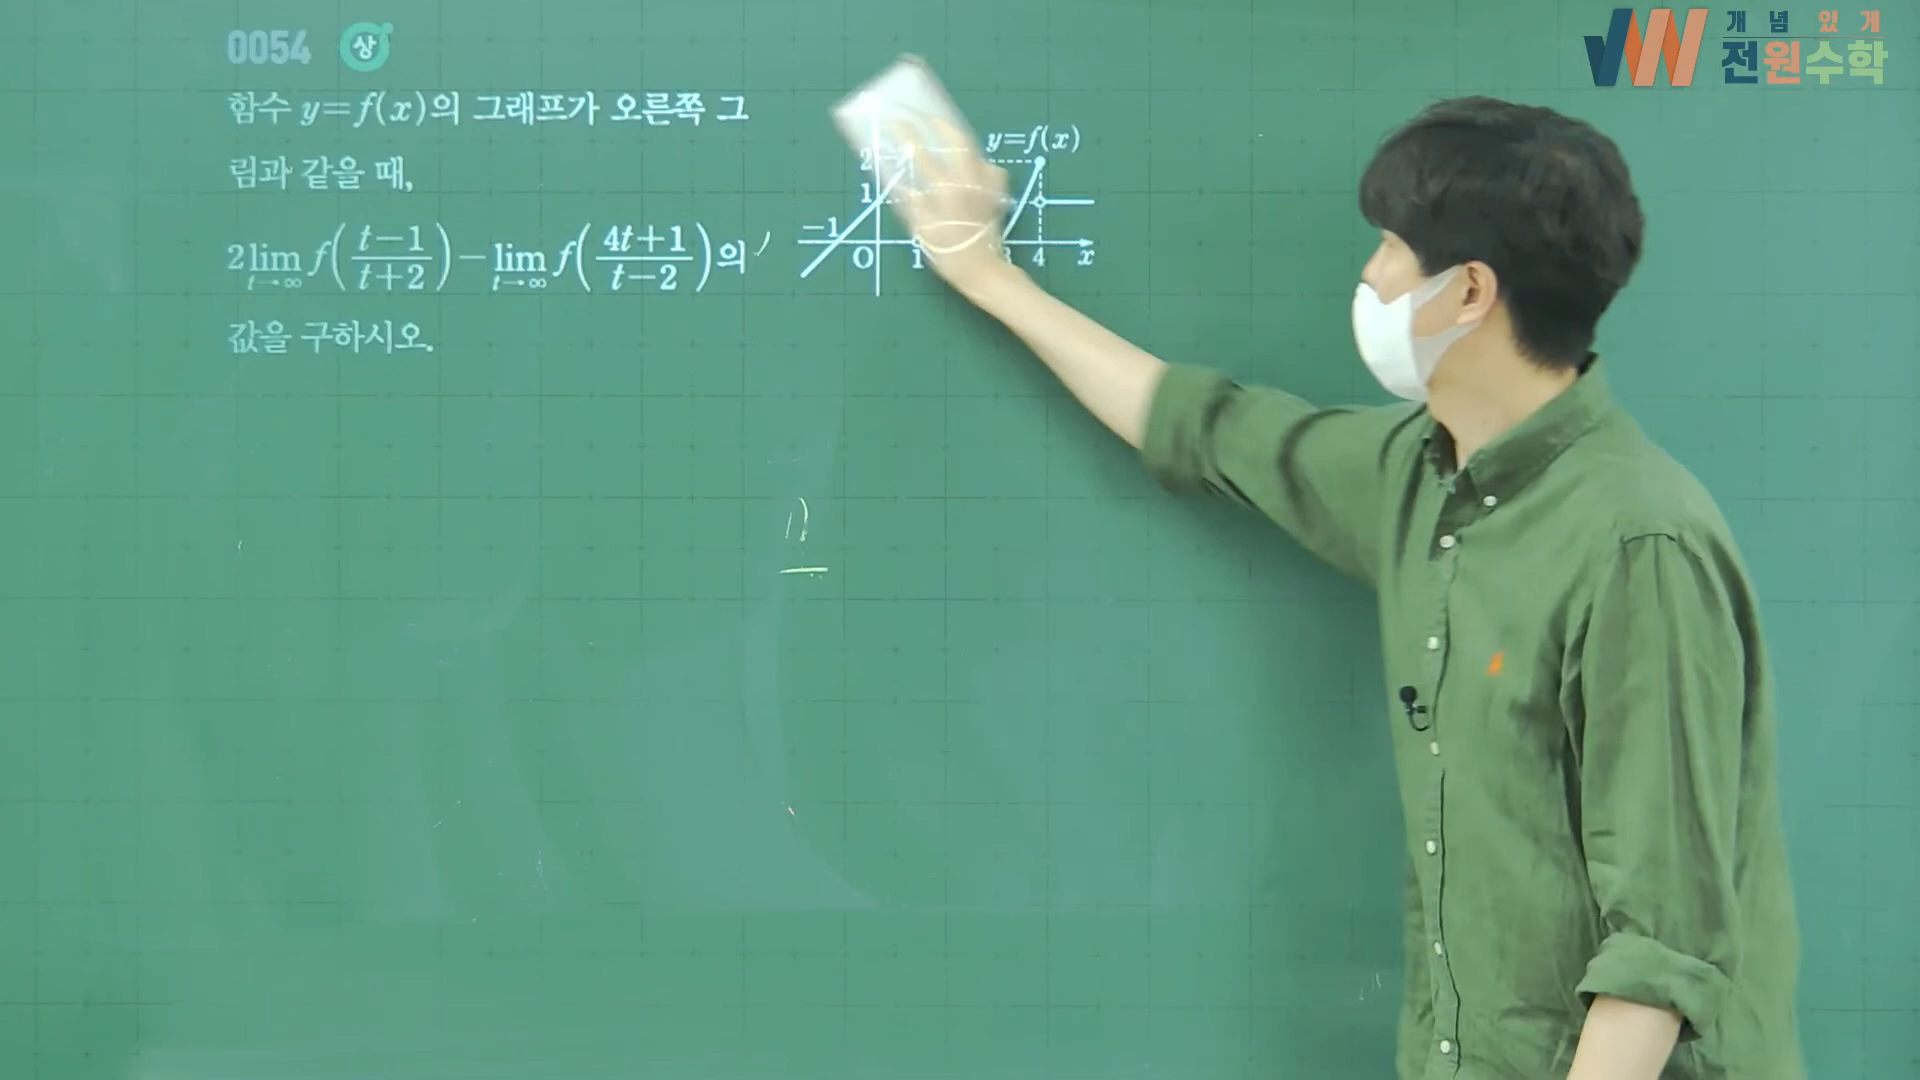 0054 상
함수 y=f(x)의 그래프가 오른쪽 그
림과 같을 때,
2 lim_{t→∞} f((t-1)/(t+2)) - lim_{t→∞} f((4t+1)/(t-2))의
값을 구하시오.
y=f(x)
2
1
-1
O 1 3 4 x
개념있게
전원수학